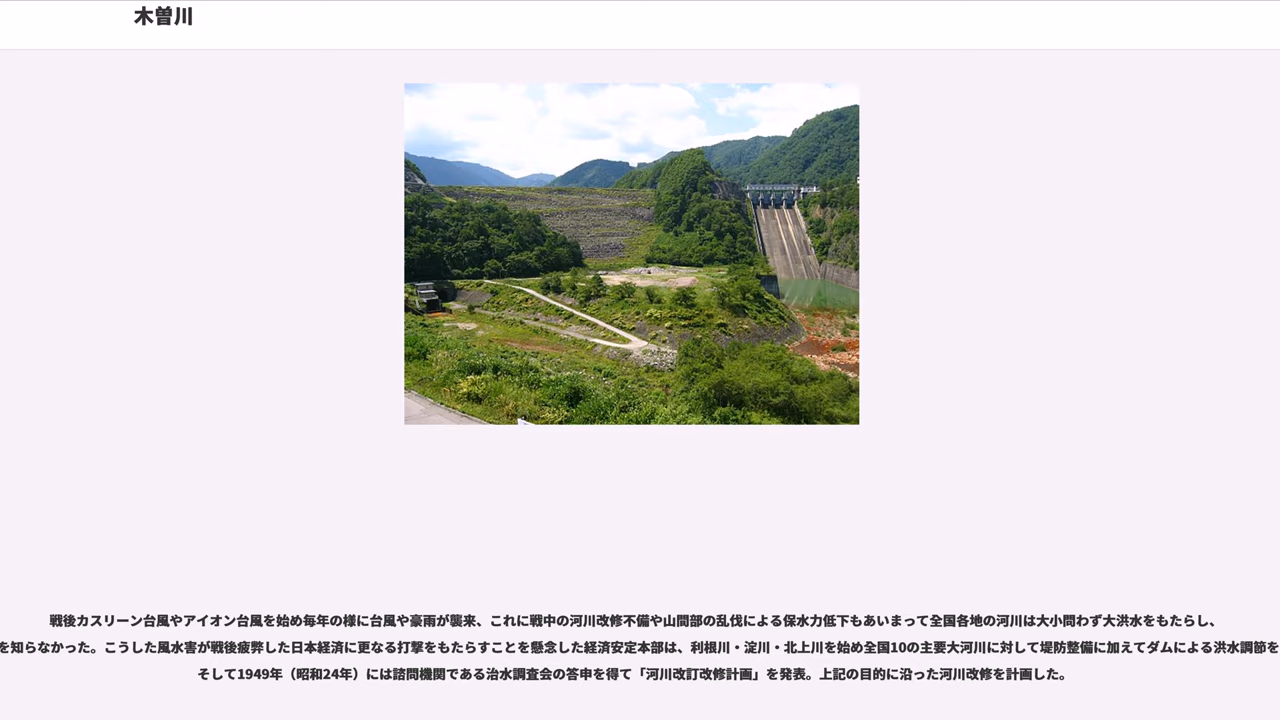 木曽川
戦後カスリーン台風やアイオン台風を始め毎年の様に台風や豪雨が襲来、これに戦中の河川改修不備や山間部の乱伐による保水力低下もあいまって全国各地の河川は大小問わず大洪水をもたらし、
を知らなかった。こうした風水害が戦後疲弊した日本経済に更なる打撃をもたらすことを懸念した経済安定本部は、利根川・淀川・北上川を始め全国10の主要大河川に対して堤防整備に加えてダムによる洪水調節を
そして1949年（昭和24年）には諮問機関である治水調査会の答申を得て「河川改訂改修計画」を発表。上記の目的に沿った河川改修を計画した。